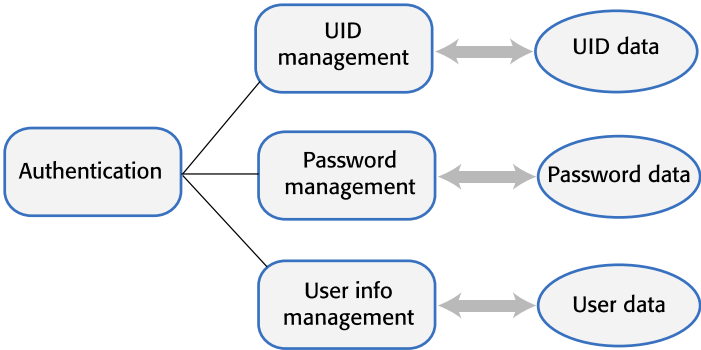 UID
management
UID data
Authentication
Password
management
Password data
User info
management
User data